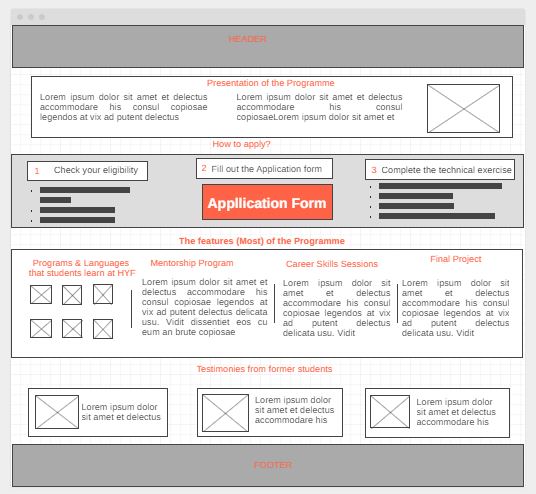 HEADER
Presentation of the Programme
Lorem ipsum dolor sit amet et delectus
accommodare his consul copiosae
legendos at vix ad putent delectus
Lorem ipsum dolor sit amet et delectus
accommodare his consul
copiosaeLorem ipsum dolor sit amet et
How to apply?
1 Check your eligibility
2 Fill out the Application form
Appllication Form
3 Complete the technical exercise
The features (Most) of the Programme
Programs & Languages
that students learn at HYF
Mentorship Program
Lorem ipsum dolor sit amet et
delectus accommodare his
consul copiosae legendos at
vix ad putent delectus delicata
usu. Vidit dissentiet eos cu
eum an brute copiosae
Career Skills Sessions
Lorem ipsum dolor sit
amet et delectus
accommodare his consul
copiosae legendos at vix
ad putent delectus
delicata usu. Vidit
Final Project
Lorem ipsum dolor sit
amet et delectus
accommodare his consul
copiosae legendos at vix
ad putent delectus
delicata usu. Vidit
Testimonies from former students
Lorem ipsum dolor
sit amet et delectus
Lorem ipsum dolor
sit amet et delectus
accommodare his
Lorem ipsum dolor
sit amet et delectus
accommodare his
FOOTER